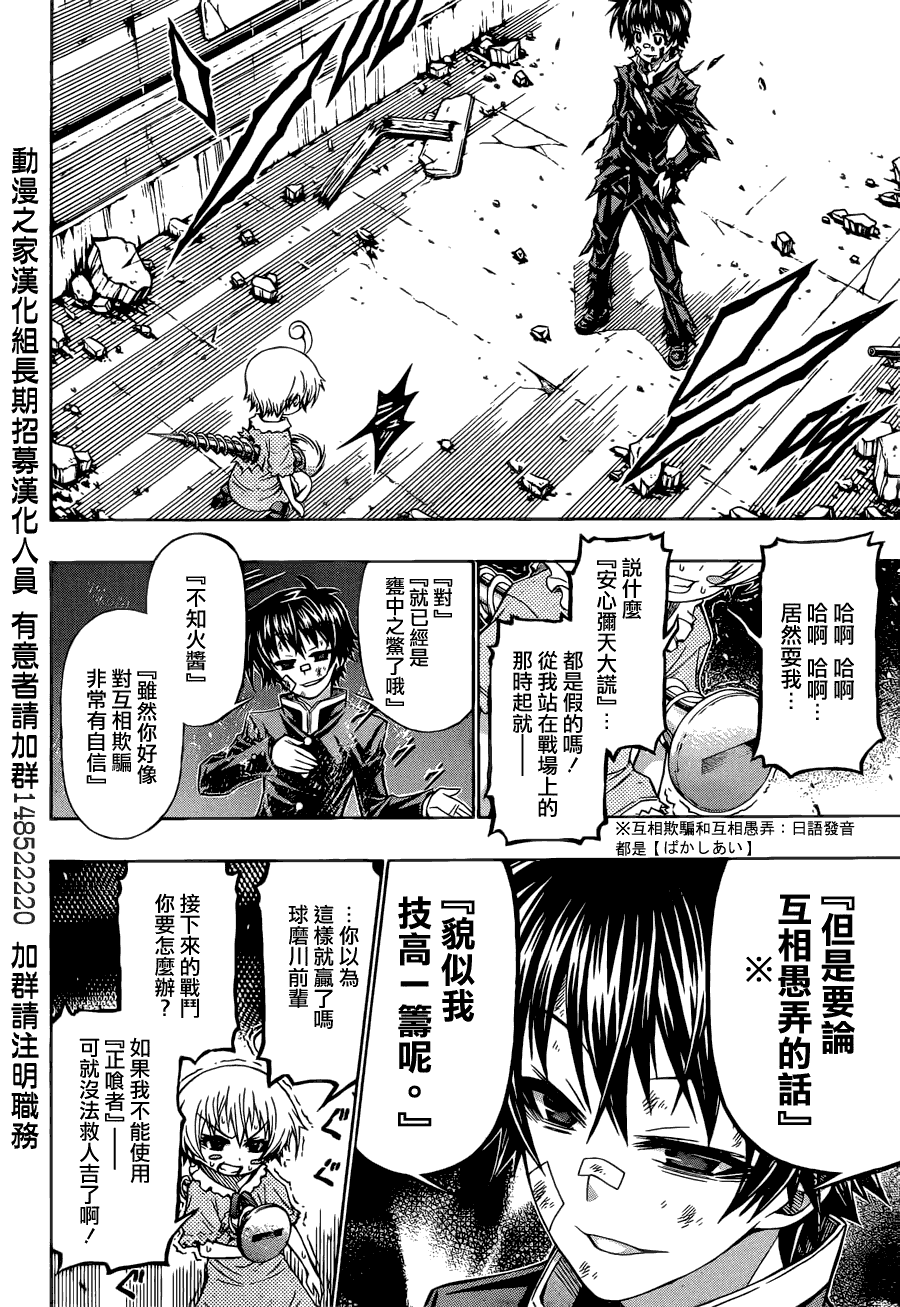 哈啊 哈啊
哈啊 哈啊…
居然耍我…
說什麼
『安心彌天大謊』…
都是假的嗎！
從我站在戰場上的
那時起就——
『對』
『就已經是
甕中之鱉了哦』
『不知火醬』
『雖然你好像
對互相欺騙
非常有自信』
※互相欺騙和互相愚弄：日語發音
都是【ばかしあい】
『但是要論
互相愚弄的話』
※
『貌似我
技高一籌呢。』
…你以為
這樣就贏了嗎
球磨川前輩
接下來的戰鬥
你要怎麼辦？
如果我不能使用
『正喰者』——
可就沒法救人吉了啊！
動漫之家漢化組長期招募漢化人員 有意者請加群148522220 加群請注明職務